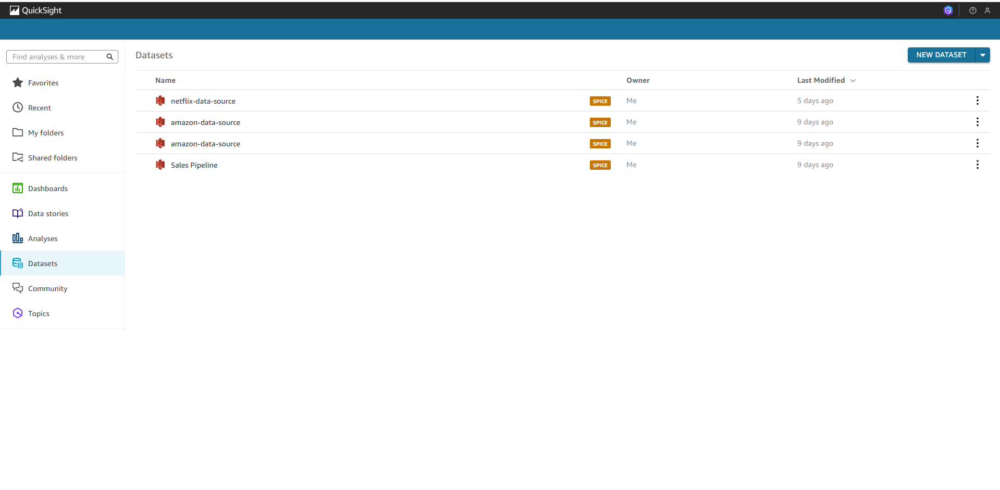 QuickSight
Find analyses & more
Favorites
Recent
My folders
Shared folders
Dashboards
Data stories
Analyses
Datasets
Community
Topics
Datasets
NEW DATASET
Name Owner Last Modified
netflix-data-source SPICE Me 5 days ago
amazon-data-source SPICE Me 9 days ago
amazon-data-source SPICE Me 9 days ago
Sales Pipeline SPICE Me 9 days ago